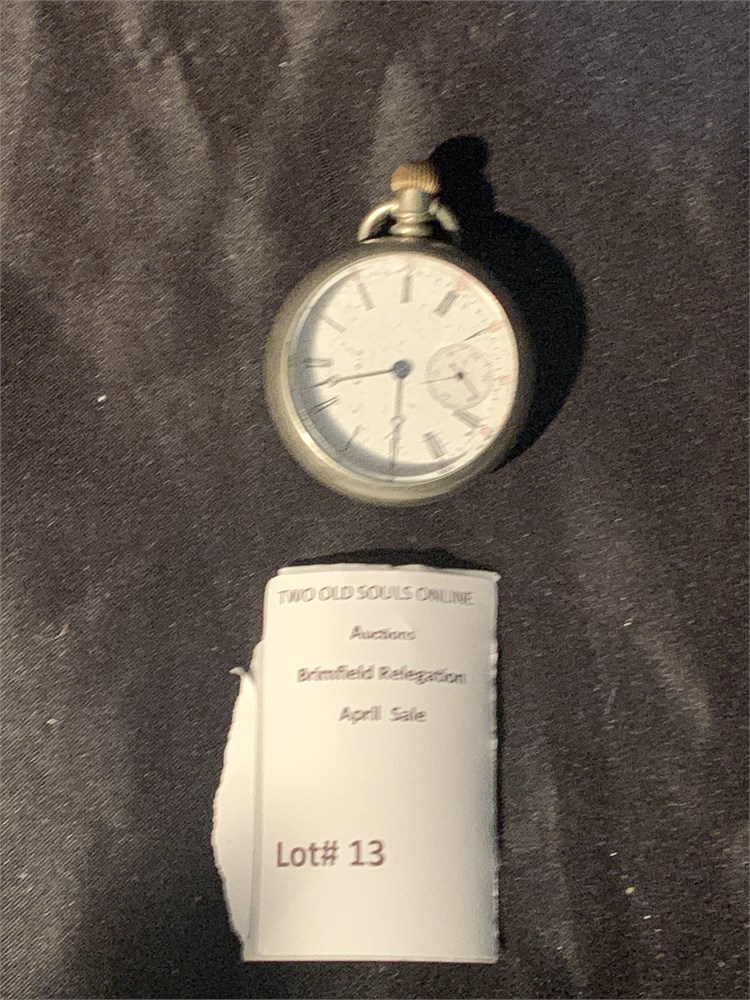 TWO OLD SOULS ONLINE
Auctions
Brimfield Relegation
April Sale
Lot# 13